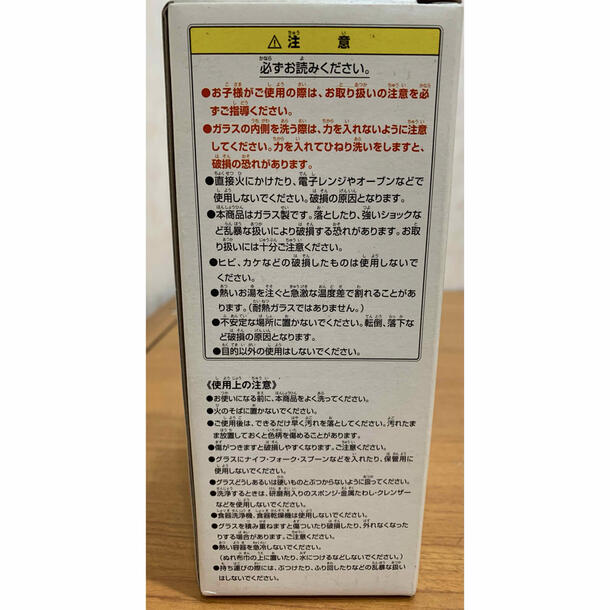 ⚠注意
必ずお読みください。
●お子様がご使用の際は、お取り扱いの注意を必
ずご指導ください。
●ガラスの内側を洗う際は、力を入れないように注意
してください。力を入れてひねり洗いをしますと、
破損の恐れがあります。
●直接火にかけたり、電子レンジやオーブンなどで
使用しないでください。破損の原因となります。
●本商品はガラス製です。落としたり、強いショックな
ど乱暴な扱いにより破損する恐れがあります。お取
り扱いには十分ご注意ください。
●ヒビ、カケなどの破損したものは使用しないで
ください。
●熱いお湯を注ぐと急激な温度差で割れることがあ
ります。(耐熱ガラスではありません。)
●不安定な場所に置かないでください。転倒、落下な
ど破損の原因となります。
●目的以外の使用はしないでください。
《使用上の注意》
●お使いになる前に、本商品をよく洗ってください。
●火のそばに置かないでください。
●ご使用後は、できるだけ早く汚れを落としてください。汚れたま
ま放置しておくと色柄を傷めることがあります。
●傷がつきますと破損しやすくなります。ご注意ください。
●グラスにナイフ・フォーク・スプーンなどを入れたり、保管用に
使用しないでください。
●グラスどうしあるいは硬いものとぶつからないように扱ってください。
●洗浄するときは、研磨剤入りのスポンジ・金属たわし・クレンザー
などを使用しないでください。
●食器洗浄機、食器乾燥機は使用しないでください。
●グラスを積み重ねますと傷ついたり破損したり、外れなくなった
りする場合があります。ご注意ください。
●熱い容器を急冷しないでください。
(ぬれ布巾の上に置いたり、水につけるなどしないでください。)
●持ち運びの際には、ぶつけたり、ふり回したりなどの乱暴な扱い
はしないでください。